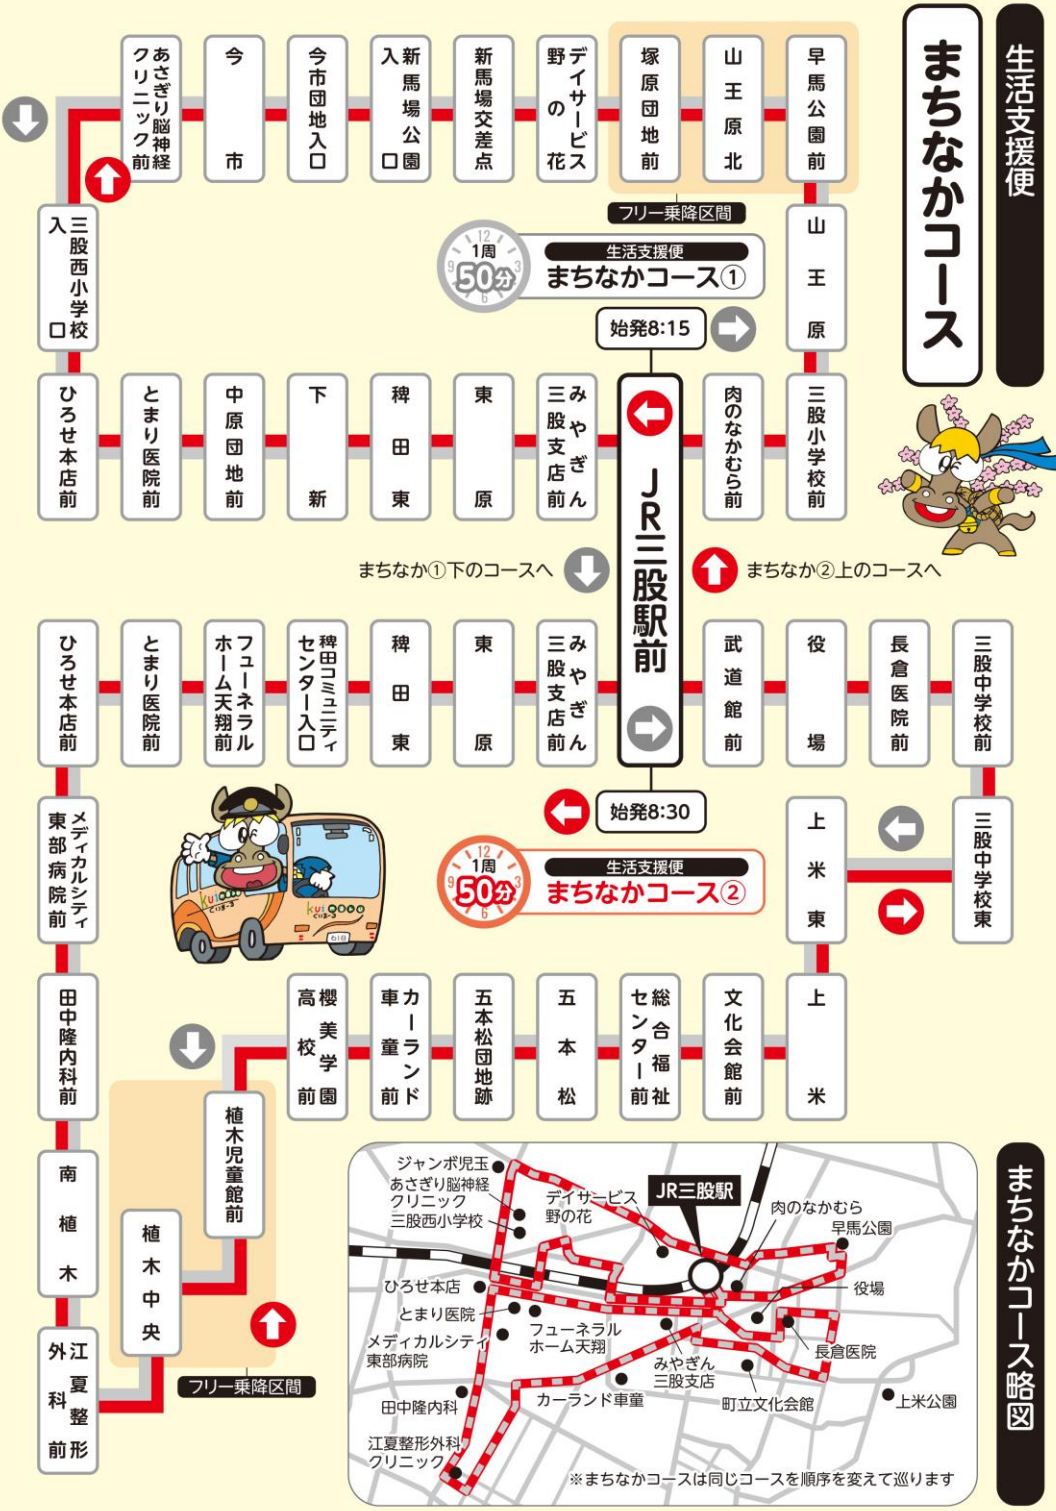 生活支援便
まちなかコース
早馬公園前
山王原北
塚原団地前
デイサービス
野の花
新馬場交差点
新馬場公園
入口
今市団地入口
今市
あさぎり脳神経
クリニック前
フリー乗降区間
山王原
三股西小学校
入口
12
3
6
9
1周
50分
生活支援便
まちなかコース①
始発8:15
三股小学校前
肉のなかむら前
JR三股駅前
みやぎん
三股支店前
東原
稗田東
下新
中原団地前
とまり医院前
ひろせ本店前
まちなか①下のコースへ
まちなか②上のコースへ
三股中学校前
長倉医院前
役場
武道館前
みやぎん
三股支店前
東原
稗田東
稗田コミュニティ
センター入口
フューネラル
ホーム天翔前
とまり医院前
ひろせ本店前
始発8:30
12
3
6
9
1周
50分
生活支援便
まちなかコース②
三股中学校東
上米東
メディカルシティ
東部病院前
kuimaru
くいまーる
kuimaru
くいまーる
上米
文化会館前
総合福祉
センター前
五本松
五本松団地跡
カーランド
車童前
櫻美学園
高校前
田中隆内科前
植木児童館前
植木中央
南植木
江夏整形
外科前
フリー乗降区間
まちなかコース略図
ジャンボ児玉
あさぎり脳神経
クリニック
三股西小学校
デイサービス
野の花
JR三股駅
肉のなかむら
早馬公園
ひろせ本店
役場
とまり医院
フューネラル
ホーム天翔
メディカルシティ
東部病院
みやぎん
三股支店
長倉医院
田中隆内科
カーランド車童
町立文化会館
上米公園
江夏整形外科
クリニック
※まちなかコースは同じコースを順序を変えて巡ります